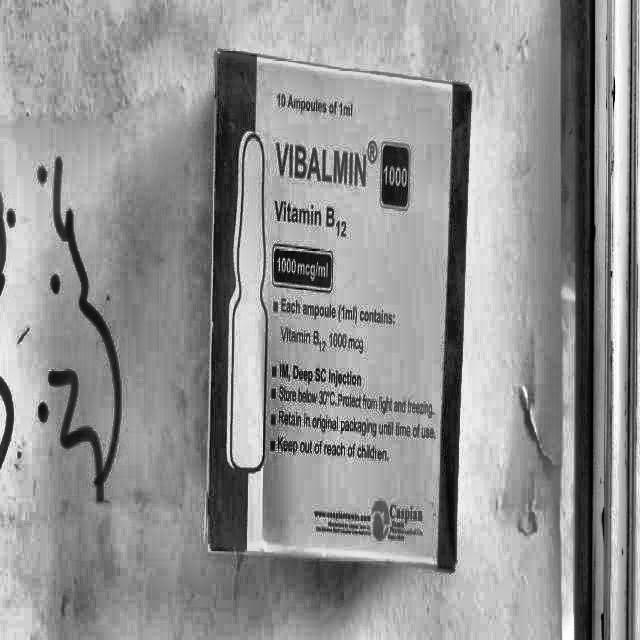 10 Ampoules of 1ml
VIBALMIN® 1000
Vitamin B12
1000mcg/ml
Each ampoule (1ml) contains:
Vitamin B12 1000 mcg
IM, Deep SC Injection
Store below 30°C. Protect from light and freezing.
Retain in original packaging until time of use.
Keep out of reach of children.
Caspian